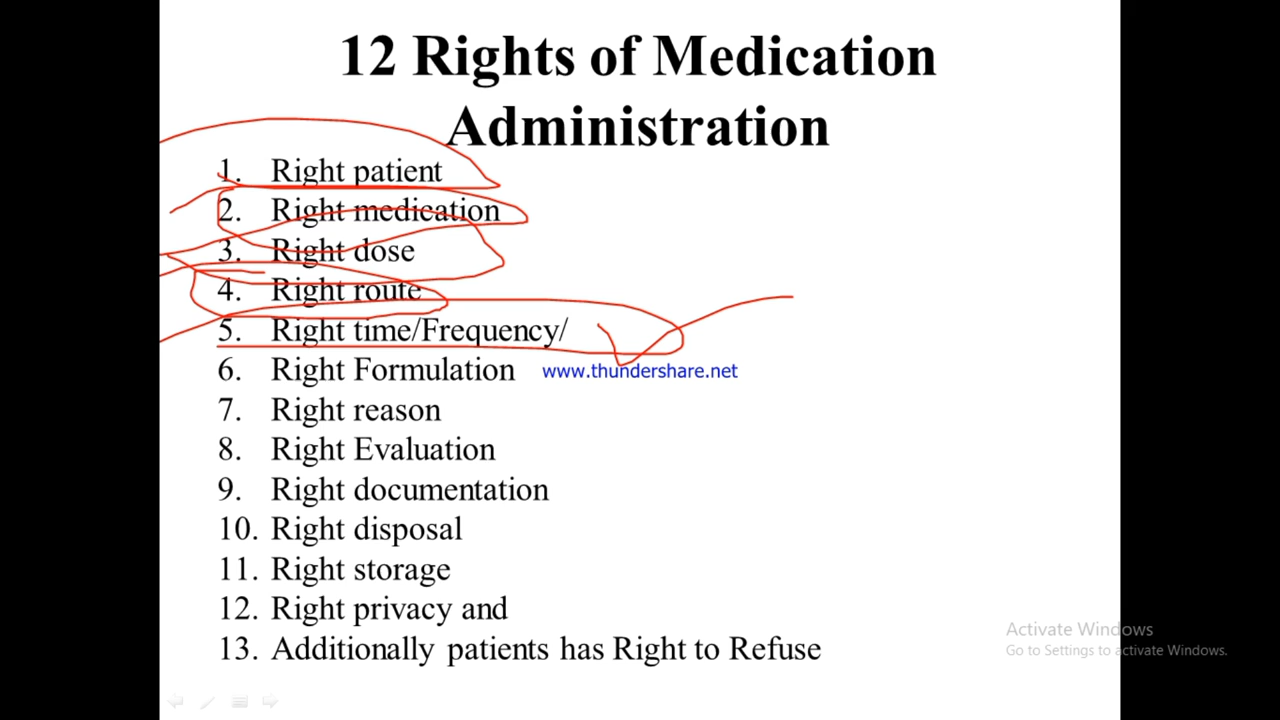 12 Rights of Medication
Administration
1. Right patient
2. Right medication
3. Right dose
4. Right route
5. Right time/Frequency/
6. Right Formulation
www.thundershare.net
7. Right reason
8. Right Evaluation
9. Right documentation
10. Right disposal
11. Right storage
12. Right privacy and
13. Additionally patients has Right to Refuse
Activate Windows
Go to Settings to activate Windows.